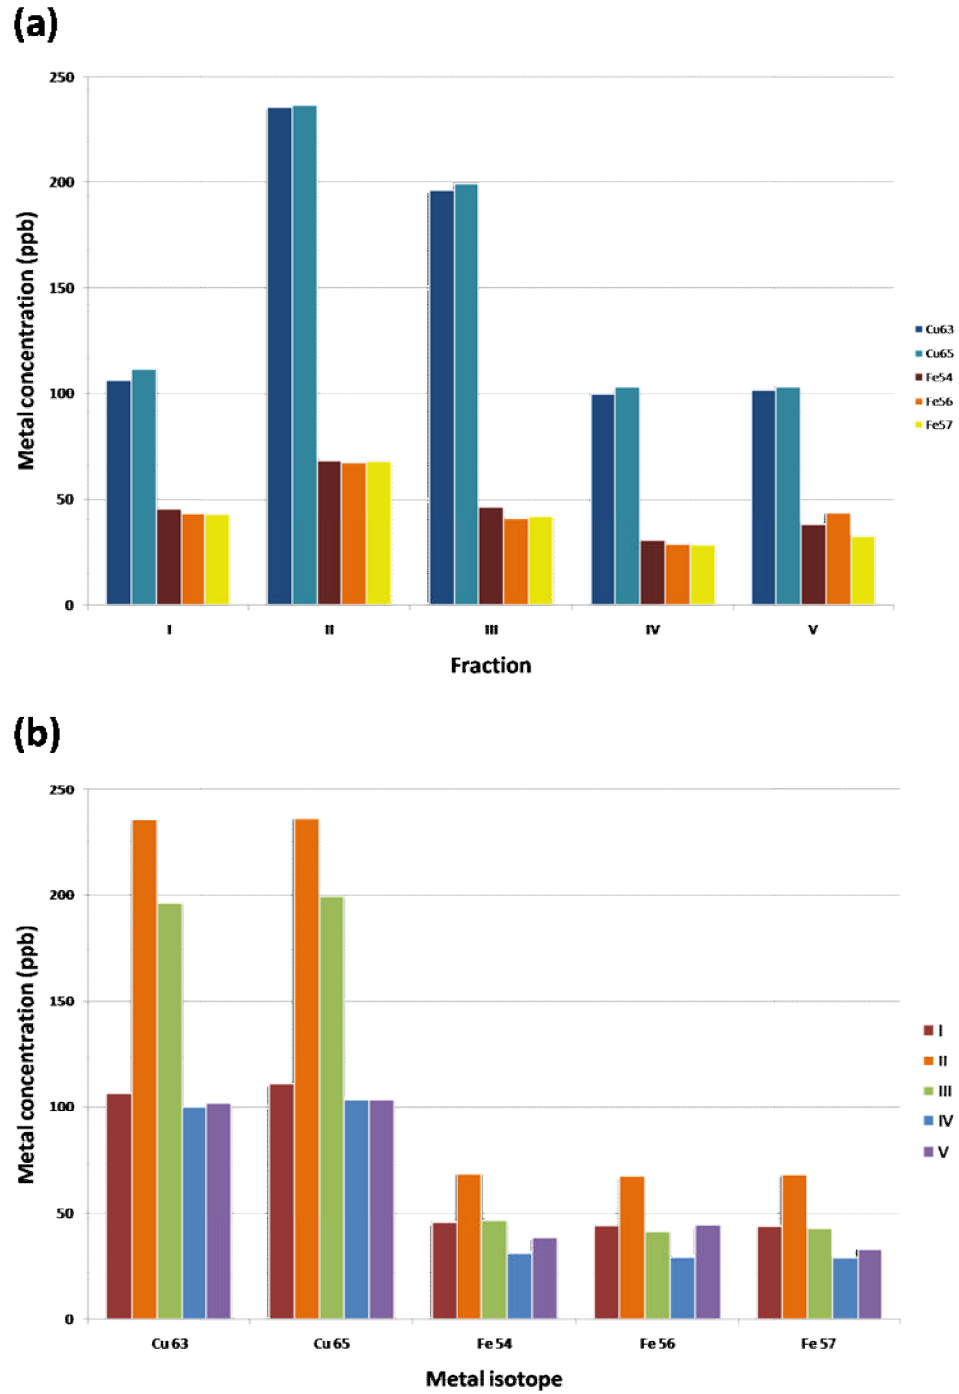 (a)
250
200
150
100
50
0
Metal concentration (ppb)
I II III IV V
Fraction
Cu63
Cu65
Fe54
Fe56
Fe57
(b)
250
200
150
100
50
0
Metal concentration (ppb)
Cu 63 Cu 65 Fe 54 Fe 56 Fe 57
Metal isotope
I
II
III
IV
V